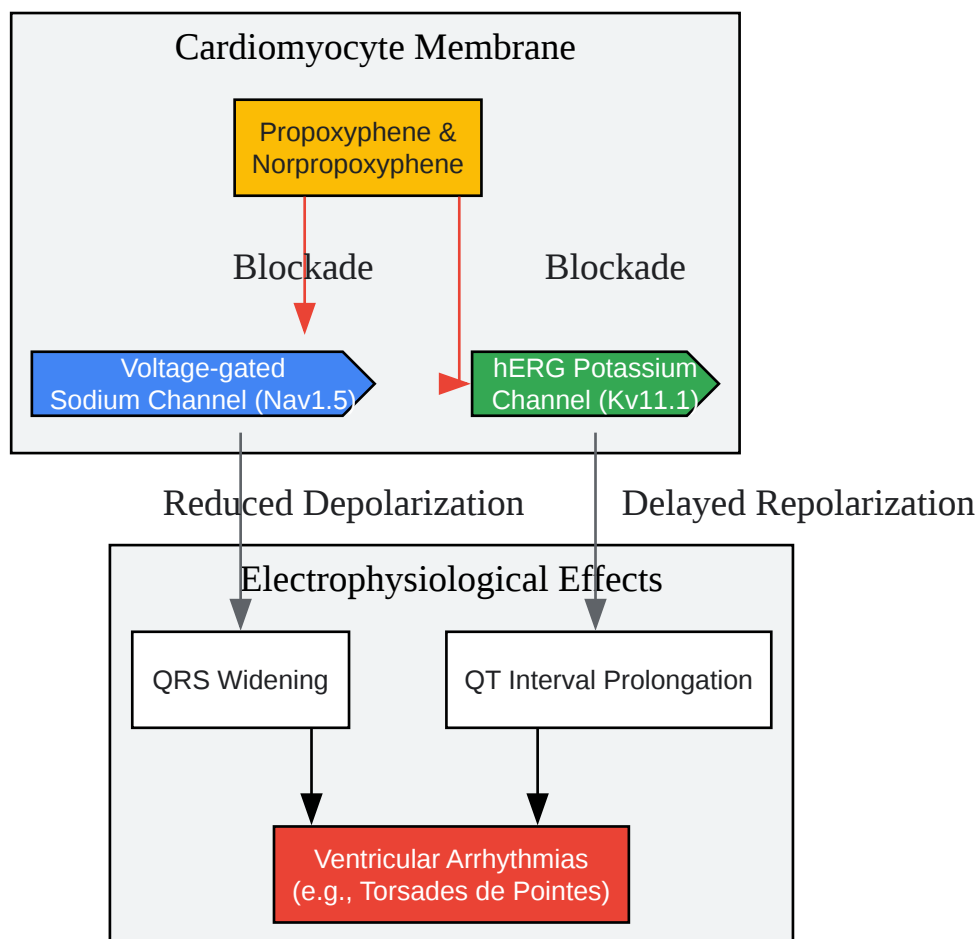 Cardiomyocyte Membrane
Propoxyphene &
Norpropoxyphene
Blockade
Blockade
Voltage-gated
Sodium Channel (Nav1.5)
hERG Potassium
Channel (Kv11.1)
Reduced Depolarization
Delayed Repolarization
Electrophysiological Effects
QRS Widening
QT Interval Prolongation
Ventricular Arrhythmias
(e.g., Torsades de Pointes)